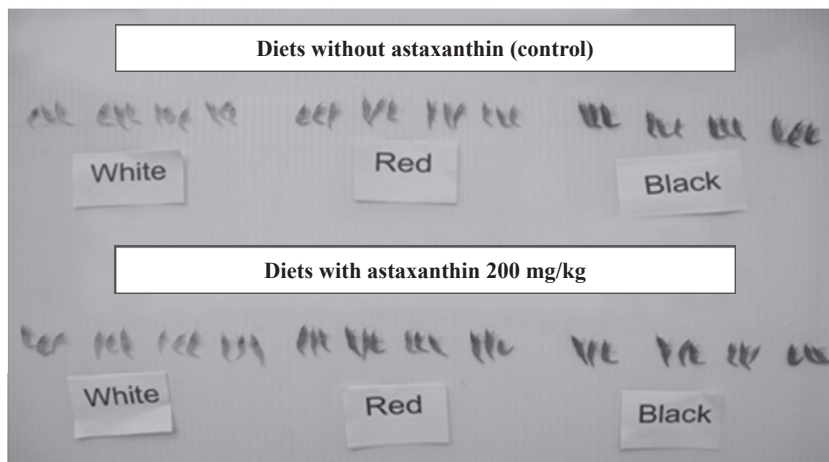 Diets without astaxanthin (control)
White
Red
Black
Diets with astaxanthin 200 mg/kg
White
Red
Black